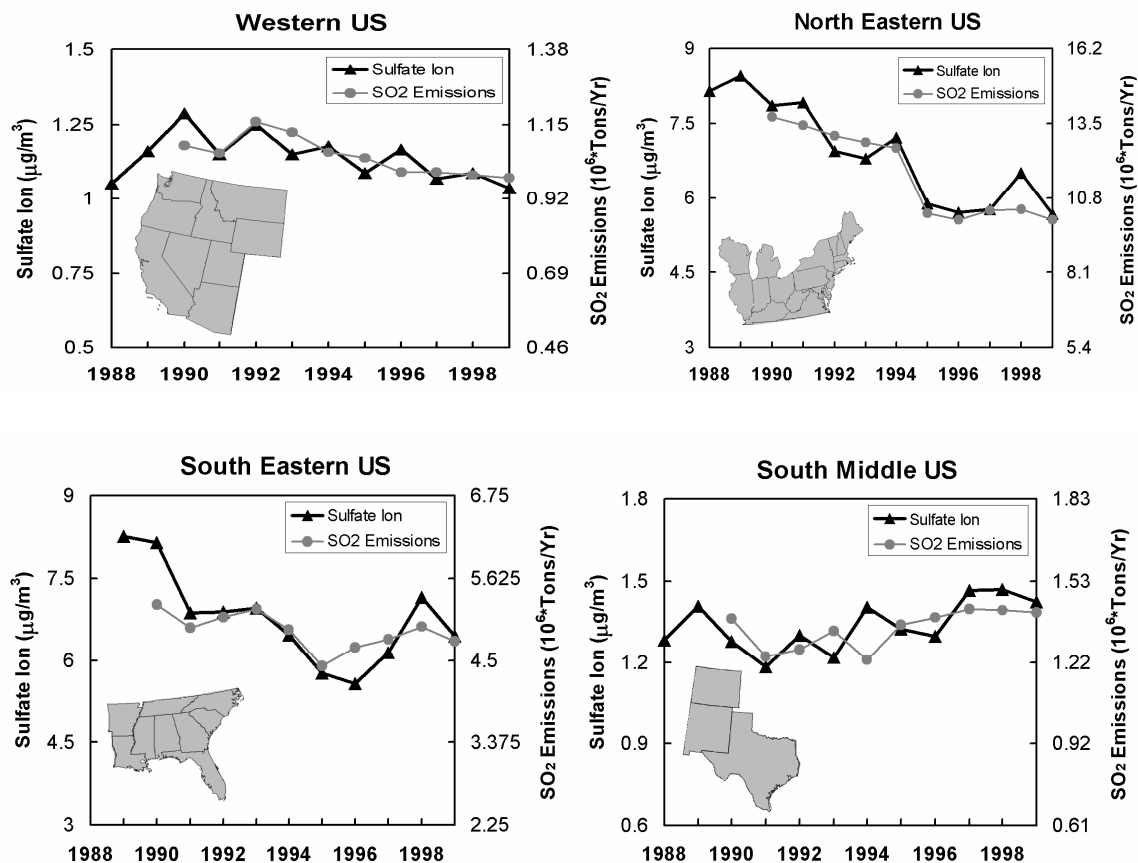 Western US
1.5
1.25
1
0.75
0.5
Sulfate Ion (µg/m³)
Sulfate Ion
SO2 Emissions
1.38
1.15
0.92
0.69
0.46
SO₂ Emissions (10⁶*Tons/Yr)
1988 1990 1992 1994 1996 1998
North Eastern US
9
7.5
6
4.5
3
Sulfate Ion (µg/m³)
Sulfate Ion
SO2 Emissions
16.2
13.5
10.8
8.1
5.4
SO₂ Emissions (10⁶*Tons/Yr)
1988 1990 1992 1994 1996 1998
South Eastern US
9
7.5
6
4.5
3
Sulfate Ion (µg/m³)
Sulfate Ion
SO2 Emissions
6.75
5.625
4.5
3.375
2.25
SO₂ Emissions (10⁶*Tons/Yr)
1988 1990 1992 1994 1996 1998
South Middle US
1.8
1.5
1.2
0.9
0.6
Sulfate Ion (µg/m³)
Sulfate Ion
SO2 Emissions
1.83
1.53
1.22
0.92
0.61
SO₂ Emissions (10⁶*Tons/Yr)
1988 1990 1992 1994 1996 1998